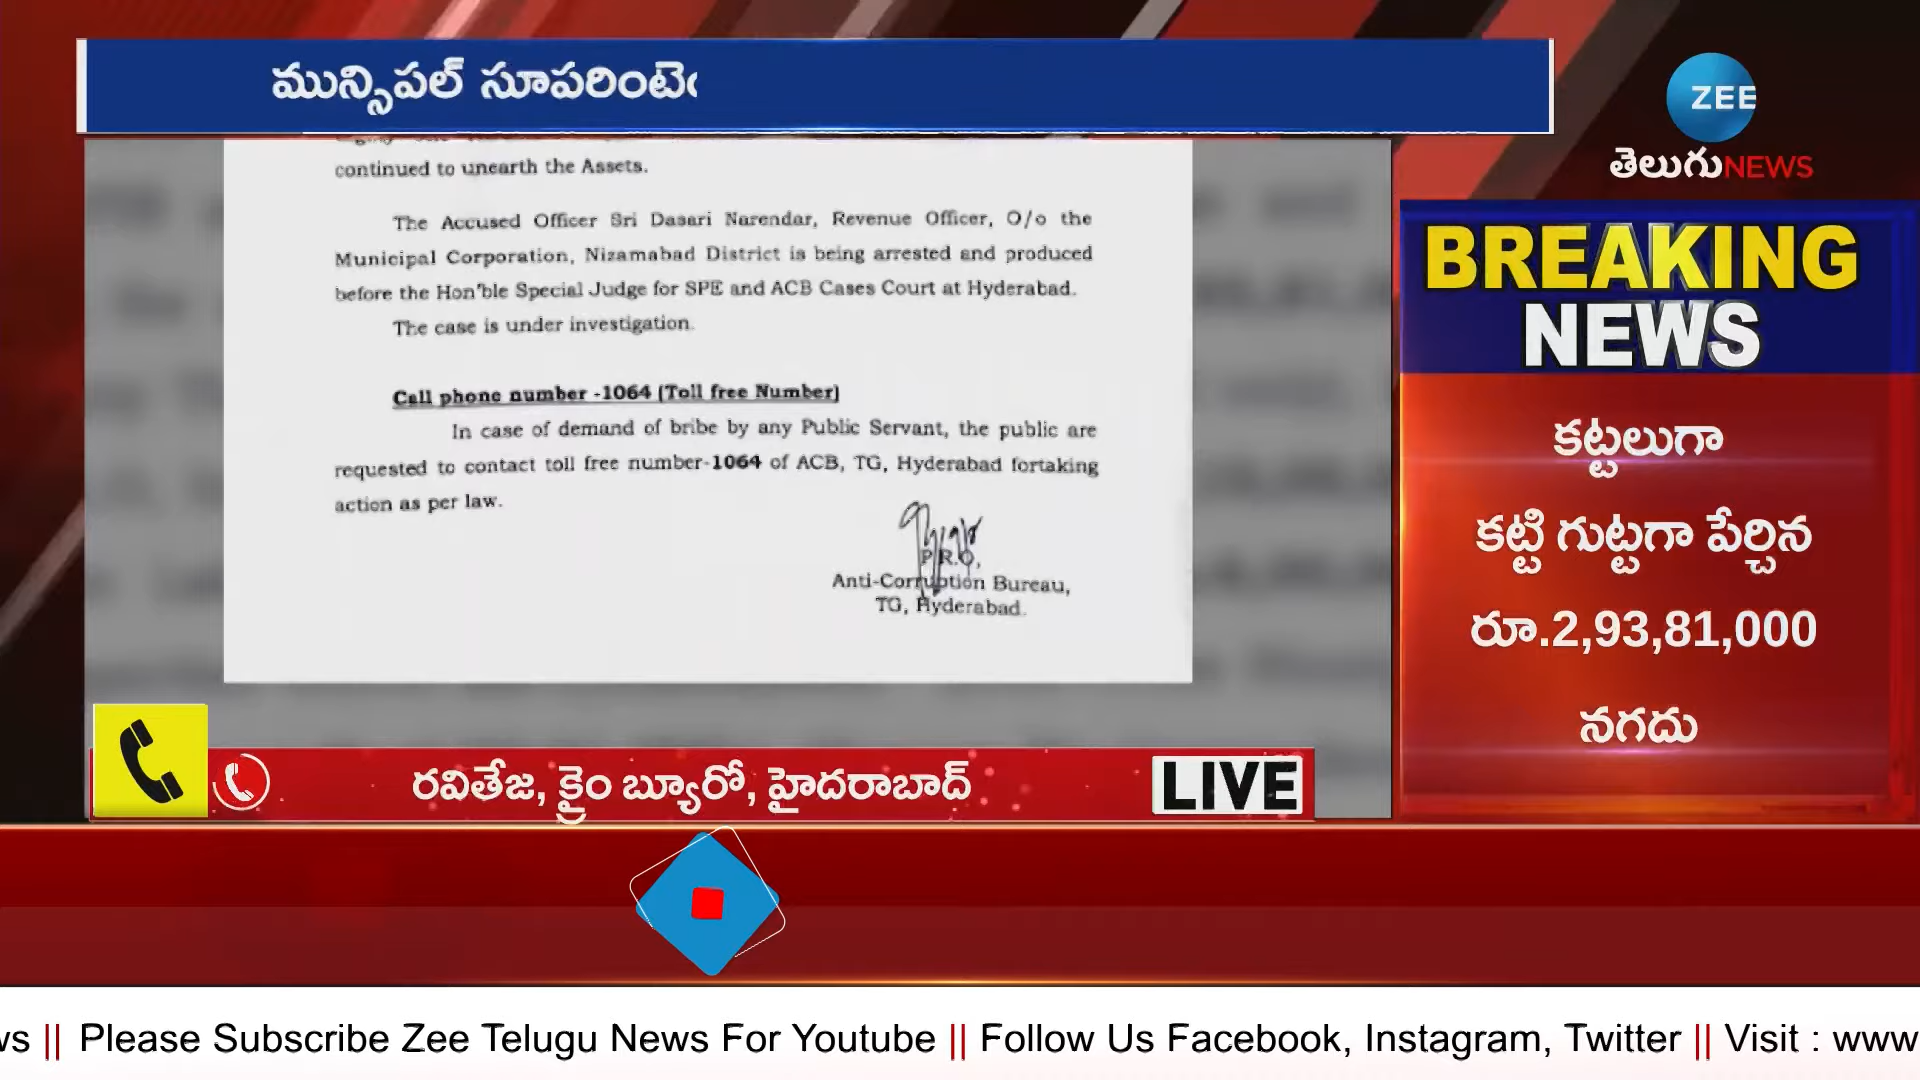 మున్సిపల్ సూపరింటె
ZEE
తెలుగు NEWS
continued to unearth the Assets.
The Accused Officer Sri Dasari Narendar, Revenue Officer, O/o the
Municipal Corporation, Nizamabad District is being arrested and produced
before the Hon'ble Special Judge for SPE and ACB Cases Court at Hyderabad.
The case is under investigation.
Call phone number -1064 (Toll free Number)
In case of demand of bribe by any Public Servant, the public are
requested to contact toll free number-1064 of ACB, TG, Hyderabad fortaking
action as per law.
P.R.O,
Anti-Corruption Bureau,
TG, Hyderabad.
BREAKING
NEWS
కట్టలుగా
కట్టి గుట్టగా పేర్చిన
రూ.2,93,81,000
నగదు
రవితేజ, క్రైం బ్యూరో, హైదరాబాద్
LIVE
ws || Please Subscribe Zee Telugu News For Youtube || Follow Us Facebook, Instagram, Twitter || Visit : www